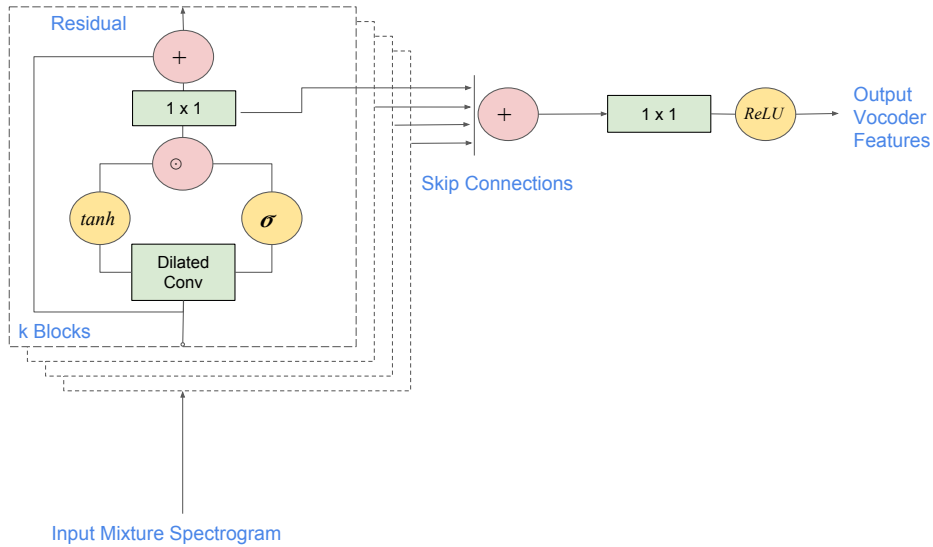 Residual
+
1 x 1
⊙
tanh
σ
Dilated
Conv
k Blocks
Input Mixture Spectrogram
+
Skip Connections
1 x 1
ReLU
Output
Vocoder
Features